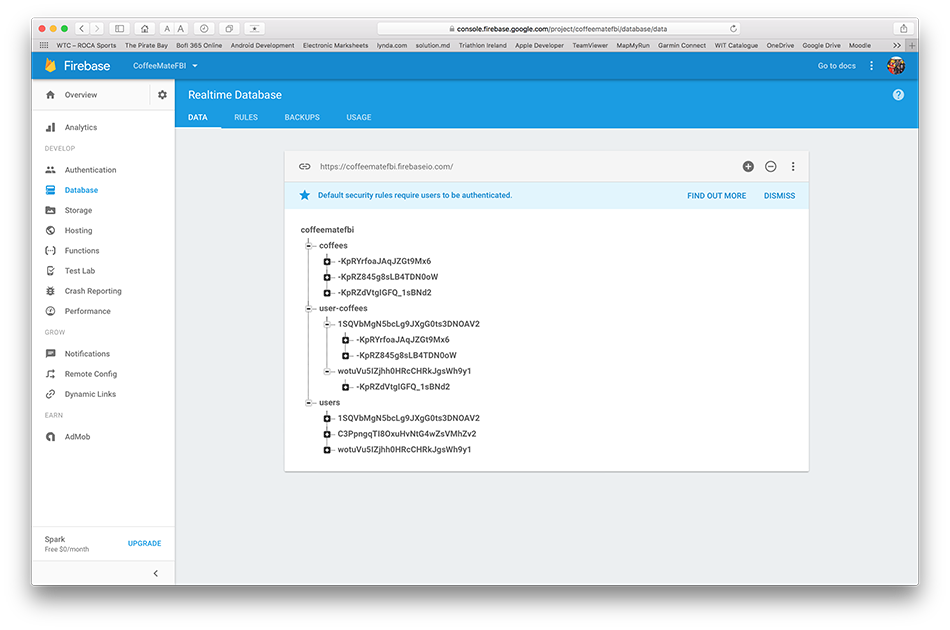 A A
console.firebase.google.com/project/coffeematefbi/database/data
WTC – ROCA Sports The Pirate Bay BofI 365 Online Android Development Electronic Marksheets lynda.com solution.md Triathlon Ireland Apple Developer TeamViewer MapMyRun Garmin Connect WIT Catalogue OneDrive Google Drive Moodle >> +
Firebase CoffeeMateFBI Go to docs
Overview
Realtime Database ?
DATA RULES BACKUPS USAGE
Analytics
DEVELOP
Authentication
Database
Storage
Hosting
Functions
Test Lab
Crash Reporting
Performance
GROW
Notifications
Remote Config
Dynamic Links
EARN
AdMob
Spark
Free $0/month
UPGRADE
https://coffeematefbi.firebaseio.com/
Default security rules require users to be authenticated. FIND OUT MORE DISMISS
coffeematefbi
coffees
-KpRYrfoaJAqJZGt9Mx6
-KpRZ845g8sLB4TDN0oW
-KpRZdVtgIGFQ_1sBNd2
user-coffees
1SQVbMgN5bcLg9JXgG0ts3DNOAV2
-KpRYrfoaJAqJZGt9Mx6
-KpRZ845g8sLB4TDN0oW
wotuVu5IZjhh0HRcCHRkJgsWh9y1
-KpRZdVtgIGFQ_1sBNd2
users
1SQVbMgN5bcLg9JXgG0ts3DNOAV2
C3PpngqTI8OxuHvNtG4wZsVMhZv2
wotuVu5IZjhh0HRcCHRkJgsWh9y1